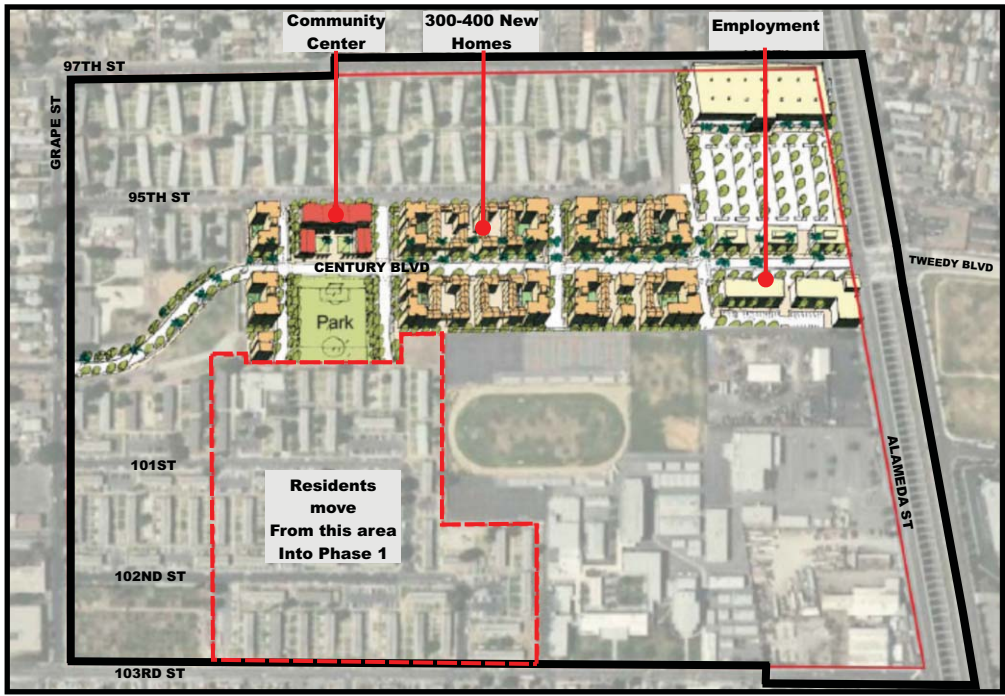 Community
Center
300-400 New
Homes
Employment
97TH ST
GRAPE ST
95TH ST
CENTURY BLVD
TWEEDY BLVD
Park
101ST
ALAMEDA ST
Residents
move
From this area
Into Phase 1
102ND ST
103RD ST